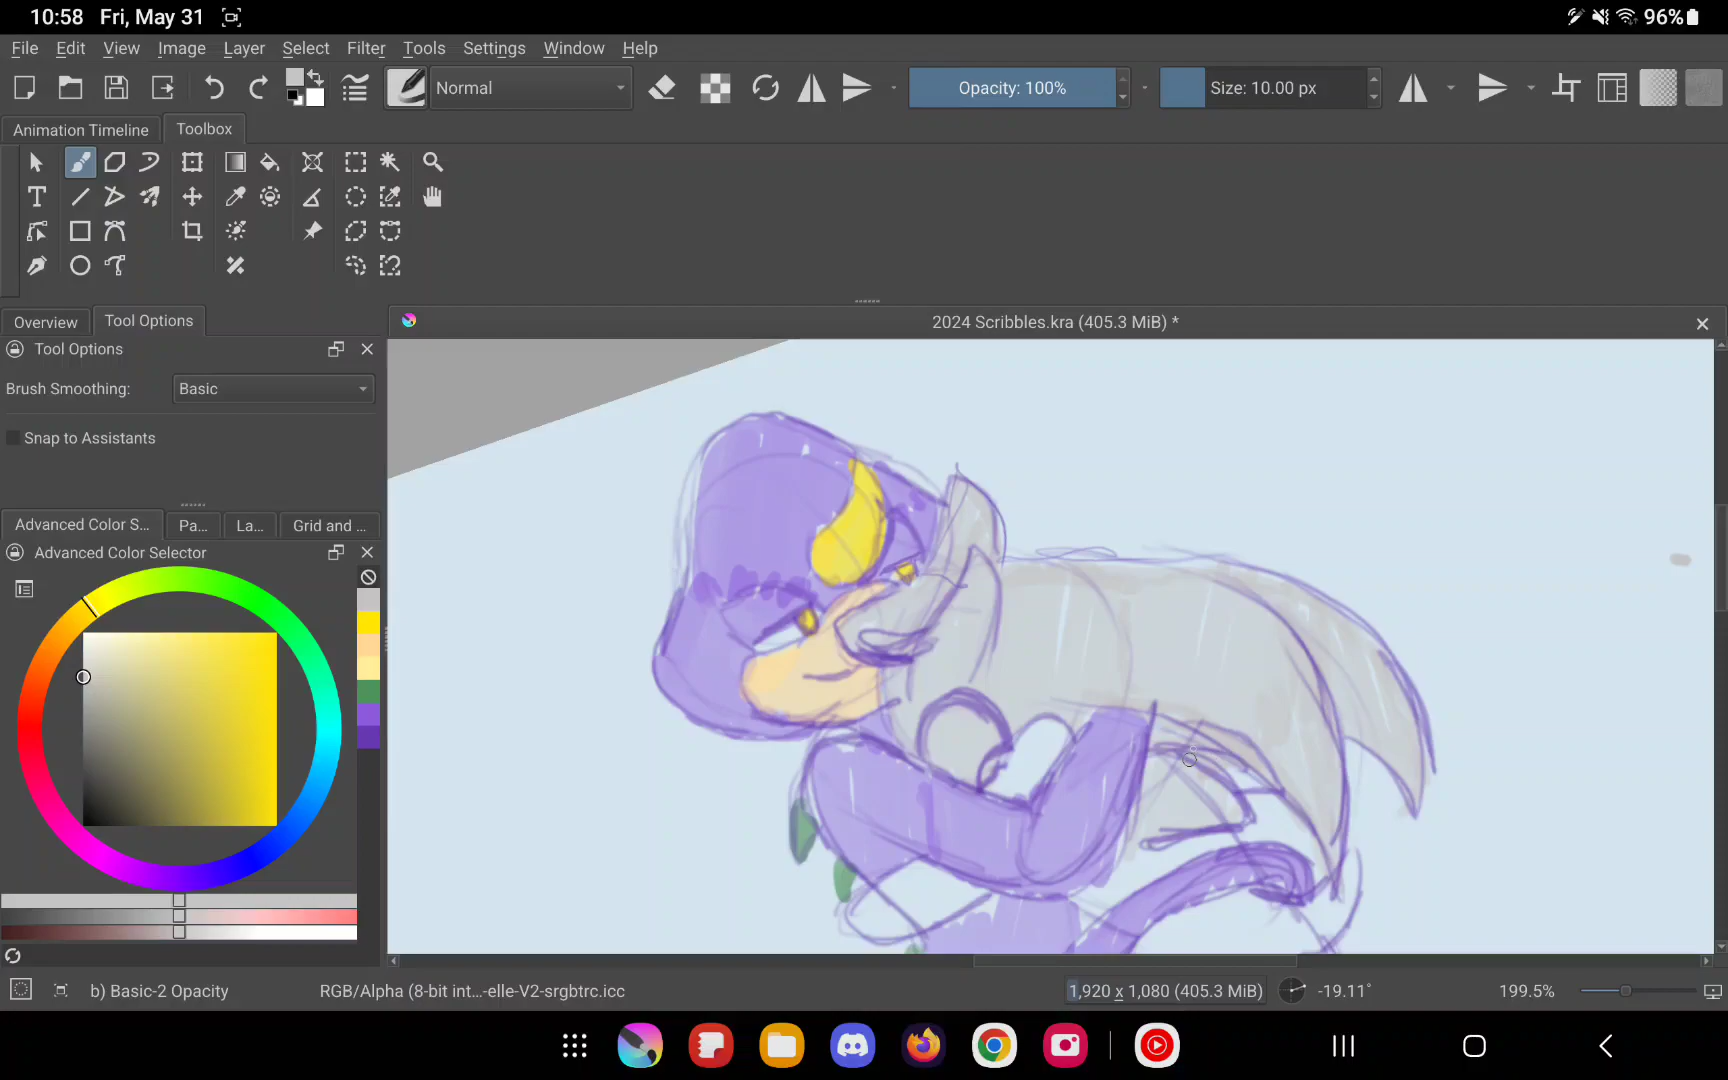 10:58 Fri, May 31 96%
File Edit View Image Layer Select Filter Tools Settings Window Help
Normal Opacity: 100% Size: 10.00 px
Animation Timeline Toolbox
Overview Tool Options
2024 Scribbles.kra (405.3 MiB) *
Tool Options
Brush Smoothing: Basic
Snap to Assistants
Advanced Color S... Pa... La... Grid and ...
Advanced Color Selector
b) Basic-2 Opacity RGB/Alpha (8-bit int...-elle-V2-srgbtrc.icc 1,920 x 1,080 (405.3 MiB) -19.11° 199.5%